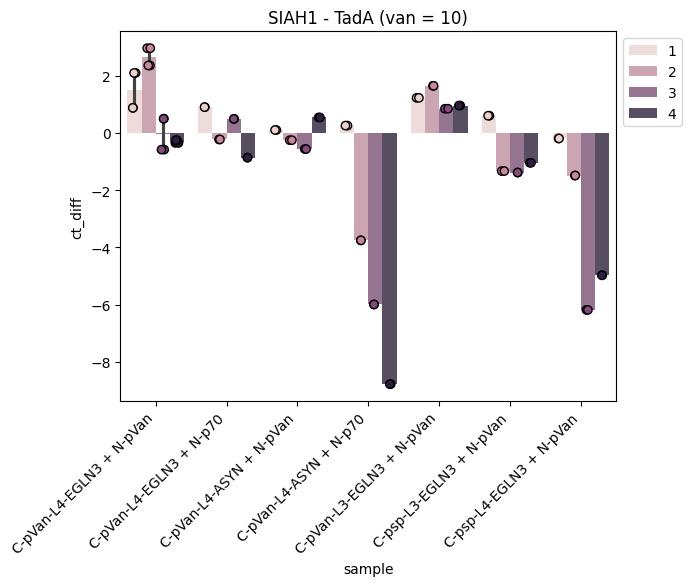 SIAH1 - TadA (van = 10)
1
2
3
4
ct_diff
2
0
−2
−4
−6
−8
C-pVan-L4-EGLN3 + N-pVan
C-pVan-L4-EGLN3 + N-p70
C-pVan-L4-ASYN + N-pVan
C-pVan-L4-ASYN + N-p70
C-pVan-L3-EGLN3 + N-pVan
C-psp-L3-EGLN3 + N-pVan
C-psp-L4-EGLN3 + N-pVan
sample